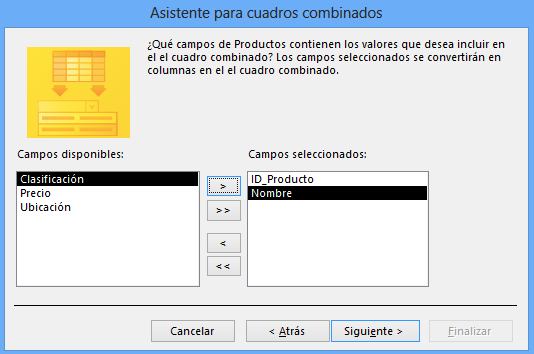 Asistente para cuadros combinados
¿Qué campos de Productos contienen los valores que desea incluir en
el el cuadro combinado? Los campos seleccionados se convertirán en
columnas en el el cuadro combinado.
Campos disponibles:
Campos seleccionados:
Clasificación
Precio
Ubicación
>
>>
<
<<
ID_Producto
Nombre
Cancelar
< Atrás
Siguiente >
Finalizar